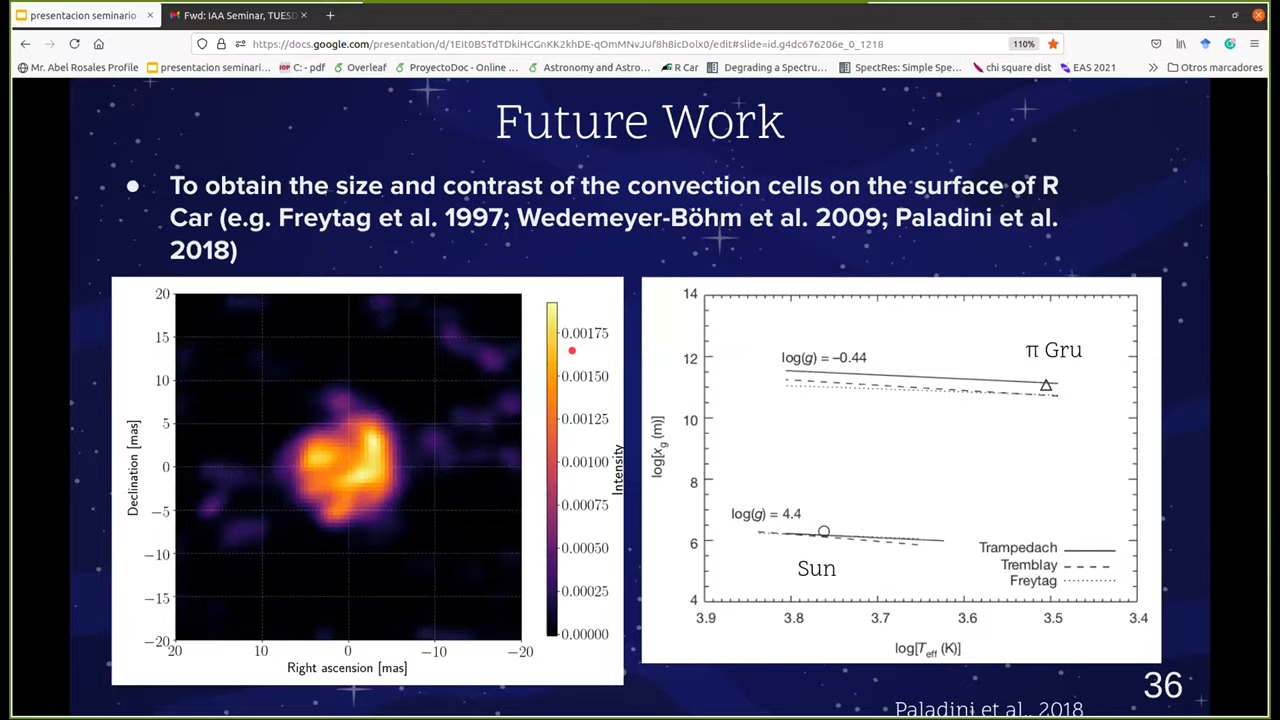 presentacion seminario
Fwd: IAA Seminar, TUESD
https://docs.google.com/presentation/d/1EIt0BSTdTDkiHCGnKK2khDE-qOmMNvJUf8h8icDolx0/edit#slide=id.g4dc676206e_0_1218
110%
Mr. Abel Rosales Profile
presentacion seminari...
IOP C: - pdf
Overleaf
ProyectoDoc - Online ...
Astronomy and Astro...
R Car
Degrading a Spectru...
SpectRes: Simple Spe...
chi square dist
EAS 2021
Otros marcadores
Future Work
To obtain the size and contrast of the convection cells on the surface of R
Car (e.g. Freytag et al. 1997; Wedemeyer-Böhm et al. 2009; Paladini et al.
2018)
20
15
10
5
0
−5
−10
−15
−20
Declination [mas]
20
10
0
−10
−20
Right ascension [mas]
0.00175
0.00150
0.00125
0.00100
0.00075
0.00050
0.00025
0.00000
Intensity
14
12
10
8
6
4
log[xg (m)]
log(g) = –0.44
π Gru
log(g) = 4.4
Sun
Trampedach
Tremblay
Freytag
3.9
3.8
3.7
3.6
3.5
3.4
log[Teff (K)]
36
Paladini et al., 2018